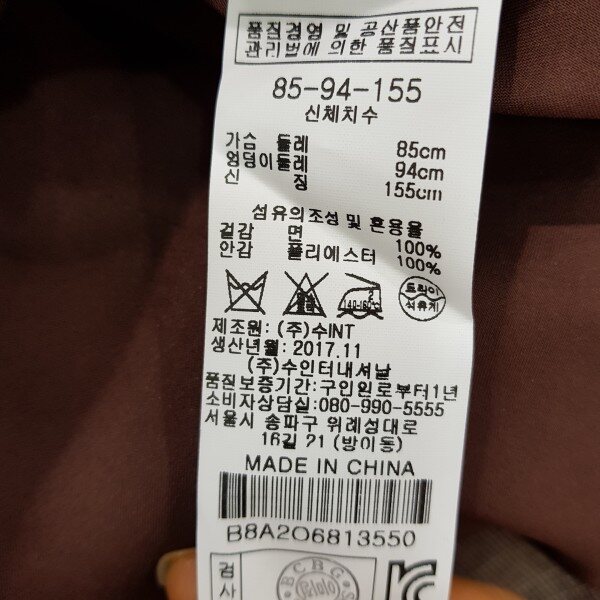 품질경영 및 공산품안전
관리법에 의한 품질표시
85-94-155
신체치수
가슴 둘레 85cm
엉덩이둘레 94cm
신 장 155cm
섬유의조성 및 혼용율
겉감 면 100%
안감 폴리에스터 100%
140-160℃
드라이
석유계
제조원: (주)수INT
생산년월: 2017.11
(주)수인터내셔날
품질보증기간:구입일로부터1년
소비자상담실:080-990-5555
서울시 송파구 위례성대로
16길 21 (방이동)
MADE IN CHINA
B8A2O6813550
검
사
BCBG